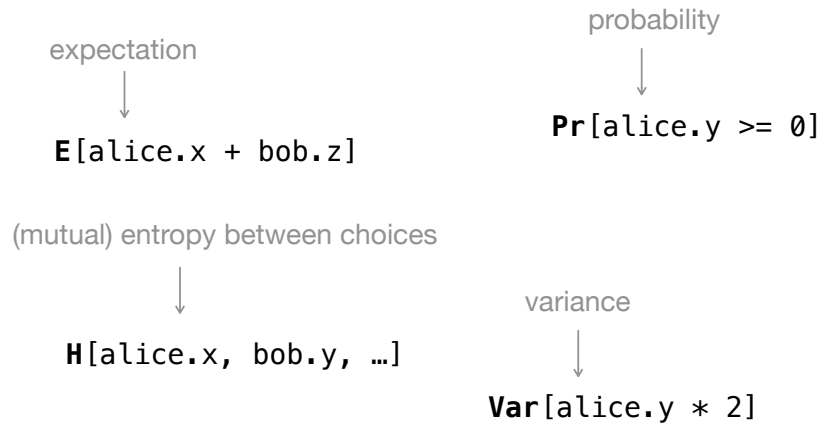 expectation
E[alice.x + bob.z]
probability
Pr[alice.y >= 0]
(mutual) entropy between choices
H[alice.x, bob.y, …]
variance
Var[alice.y * 2]